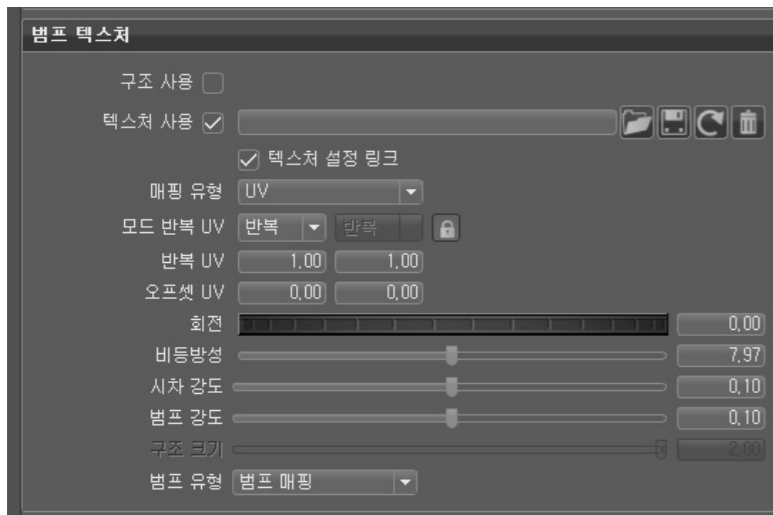 범프 텍스처
구조 사용
텍스처 사용
텍스처 설정 링크
매핑 유형 UV
모드 반복 UV 반복 반복
반복 UV 1,00 1,00
오프셋 UV 0,00 0,00
회전 0,00
비등방성 7,97
시차 강도 0,10
범프 강도 0,10
구조 크기 2,00
범프 유형 범프 매핑